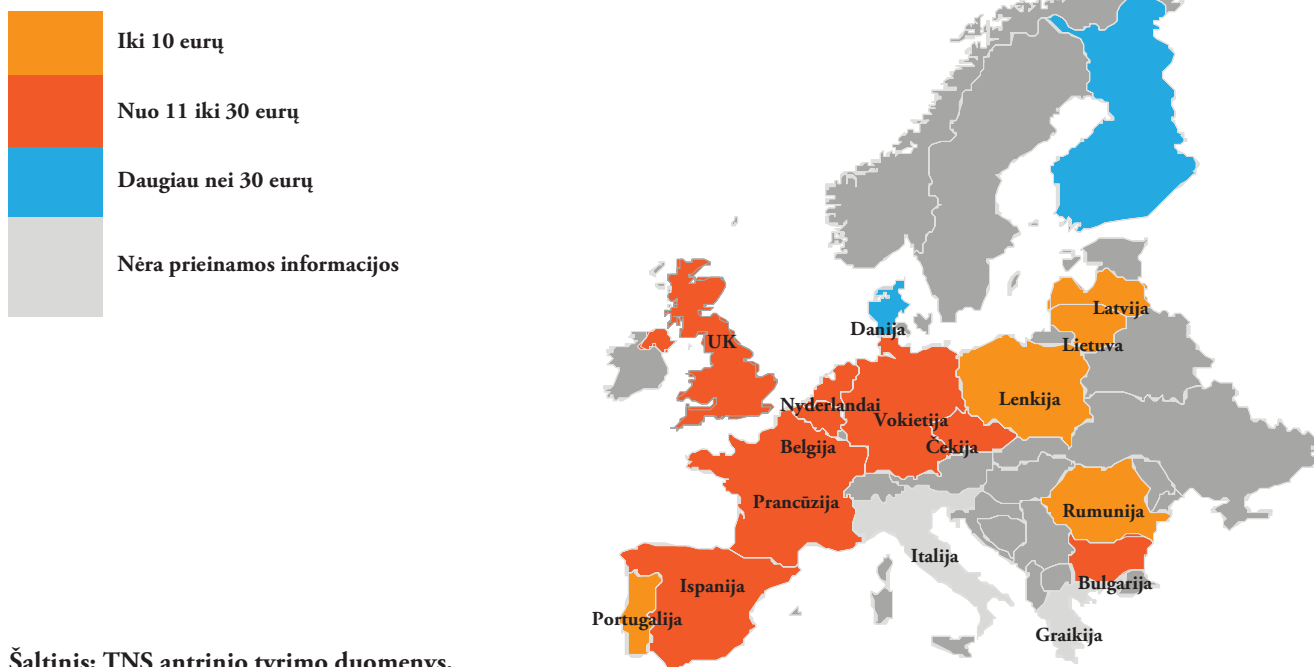 Iki 10 eurų
Nuo 11 iki 30 eurų
Daugiau nei 30 eurų
Nėra prieinamos informacijos
Latvija
Danija
UK
Lietuva
Lenkija
Nyderlandai
Vokietija
Belgija
Čekija
Prancūzija
Rumunija
Italija
Ispanija
Bulgarija
Portugalija
Graikija
Šaltinis: TNS antrinio tyrimo duomenys.